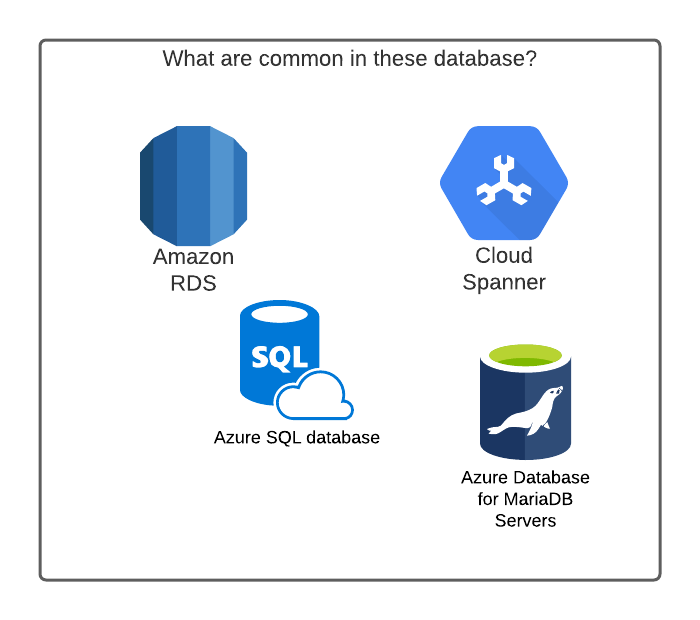 What are common in these database?
Amazon
RDS
Cloud
Spanner
SQL
Azure SQL database
Azure Database
for MariaDB
Servers